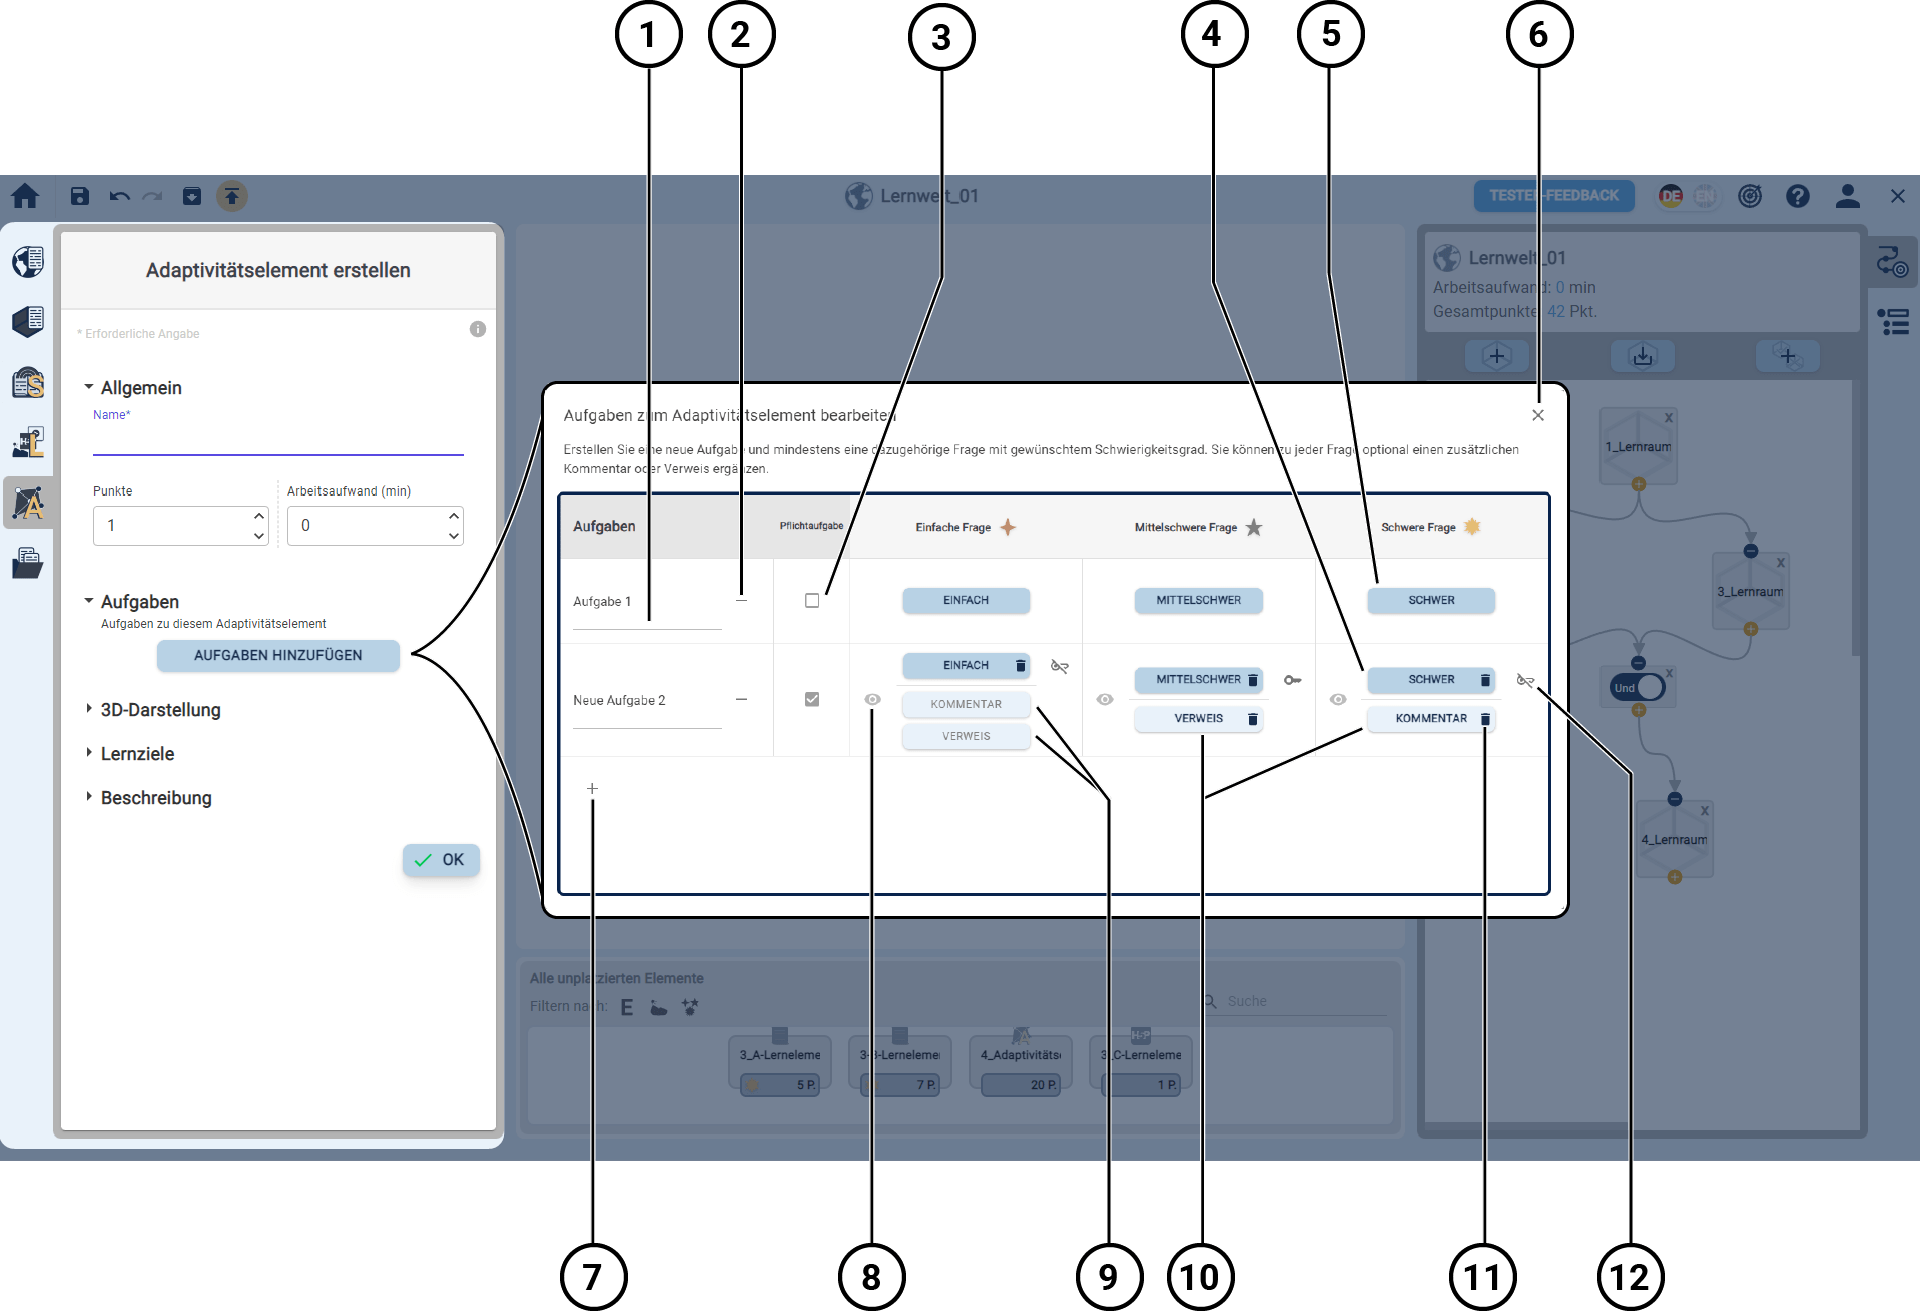 1 2 3 4 5 6
Lernwelt_01
TESTER-FEEDBACK
DE EN
Adaptivitätselement erstellen
* Erforderliche Angabe
Allgemein
Name*
Punkte
Arbeitsaufwand (min)
1
0
Aufgaben
Aufgaben zu diesem Adaptivitätselement
AUFGABEN HINZUFÜGEN
3D-Darstellung
Lernziele
Beschreibung
OK
S
L
A
Aufgaben zum Adaptivitätselement bearbeiten
Erstellen Sie eine neue Aufgabe und mindestens eine dazugehörige Frage mit gewünschtem Schwierigkeitsgrad. Sie können zu jeder Frage optional einen zusätzlichen
Kommentar oder Verweis ergänzen.
Aufgaben Pflichtaufgabe Einfache Frage Mittelschwere Frage Schwere Frage
Aufgabe 1 EINFACH MITTELSCHWER SCHWER
Neue Aufgabe 2
EINFACH MITTELSCHWER SCHWER
KOMMENTAR VERWEIS KOMMENTAR
VERWEIS
Lernwelt_01
Arbeitsaufwand: 0 min
Gesamtpunkte: 42 Pkt.
X
1_Lernraum
X
3_Lernraum
X
Und
X
4_Lernraum
Alle unplatzierten Elemente
Filtern nach: E
Suche
3_A-Lerneleme
5 P.
3-B-Lerneleme
7 P.
4_Adaptivitäts
20 P.
H-P
3_C-Lerneleme
1 P.
7 8 9 10 11 12